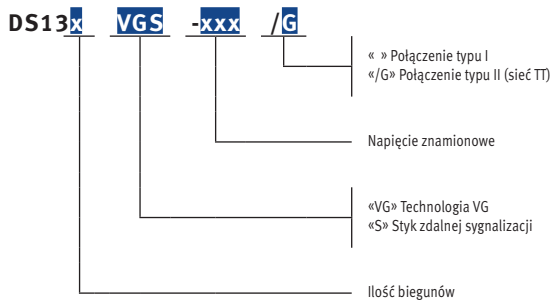 DS13x VGS -xxx /G
« » Połączenie typu I
«/G» Połączenie typu II (sieć TT)
Napięcie znamionowe
«VG» Technologia VG
«S» Styk zdalnej sygnalizacji
Ilość biegunów